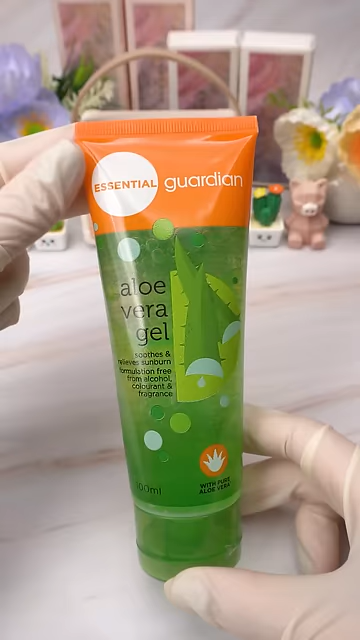 ESSENTIAL guardian
aloe
vera
gel
soothes &
relieves sunburn
formulation free
from alcohol,
colourant &
fragrance
100ml
WITH PURE
ALOE VERA